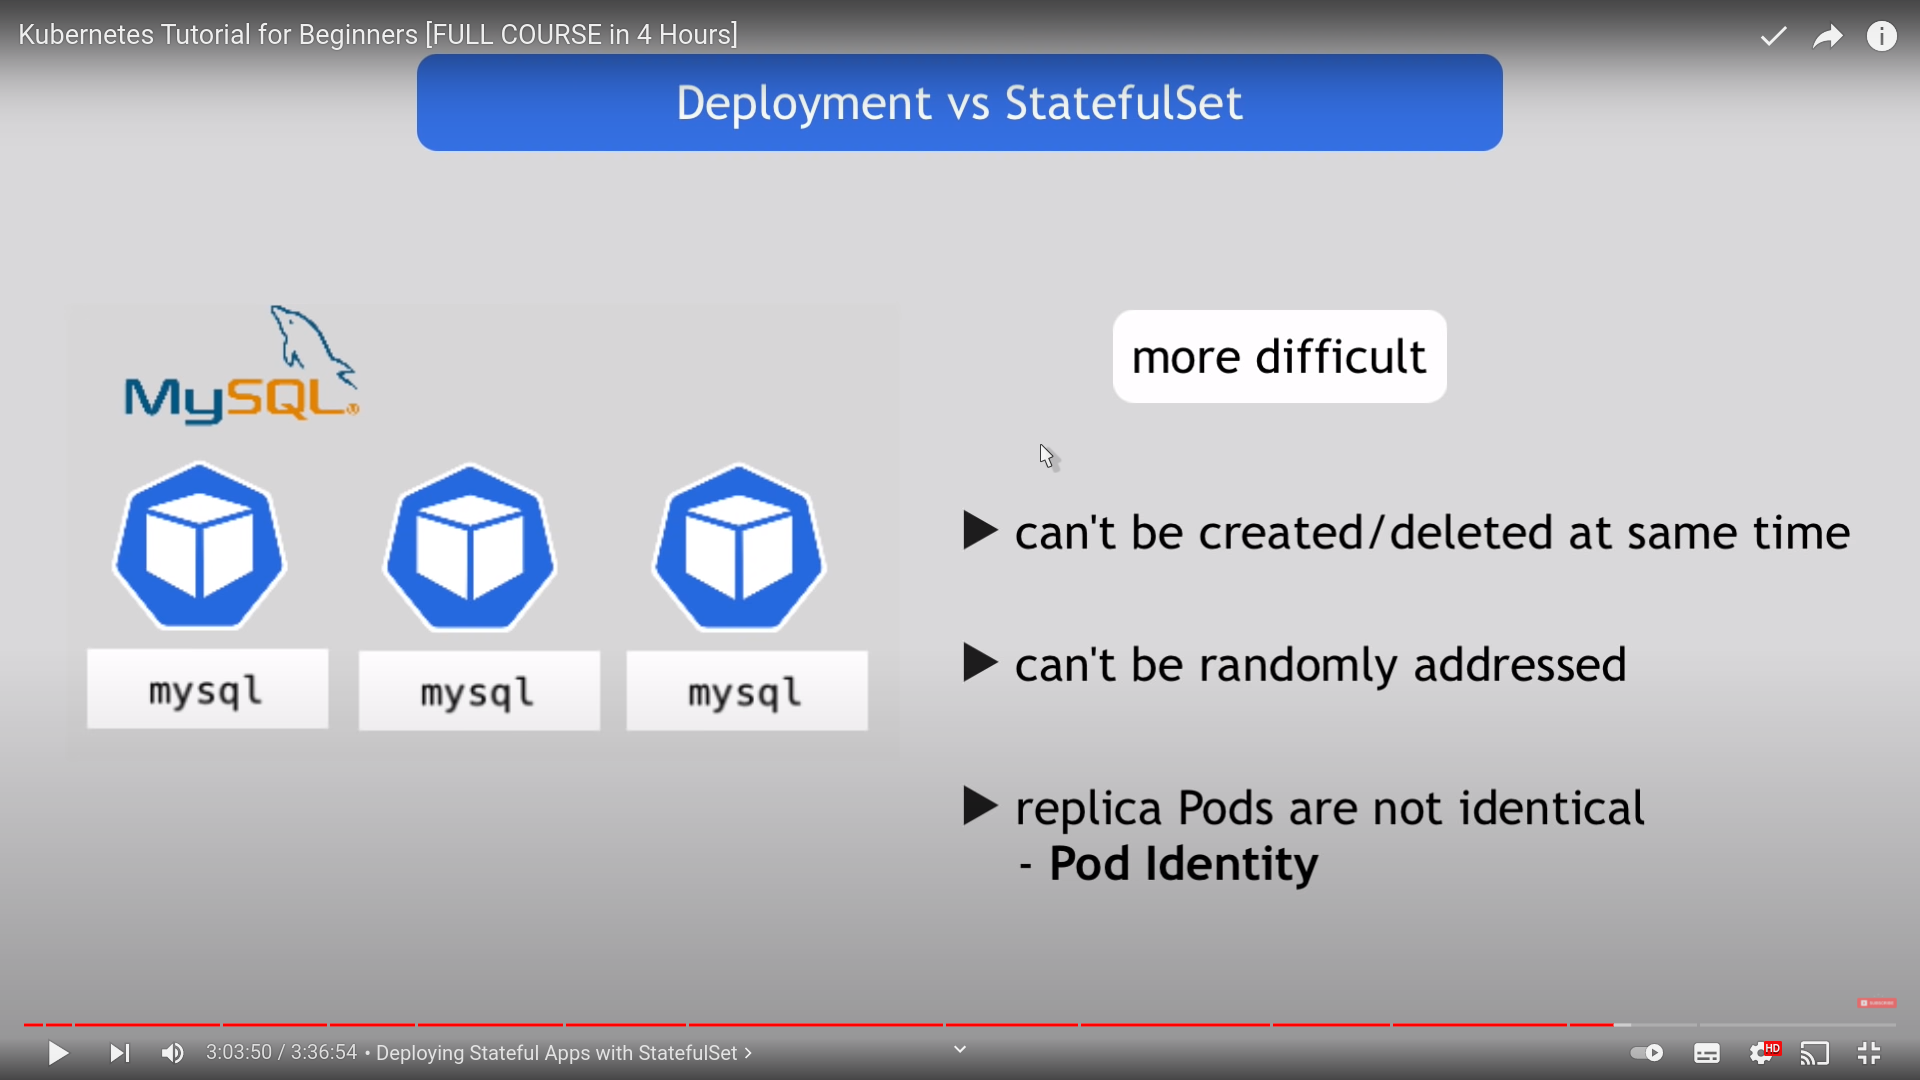 Kubernetes Tutorial for Beginners [FULL COURSE in 4 Hours]
Deployment vs StatefulSet
MySQL®
more difficult
can't be created/deleted at same time
can't be randomly addressed
mysql mysql mysql
replica Pods are not identical
- Pod Identity
SUBSCRIBE
3:03:50 / 3:36:54 • Deploying Stateful Apps with StatefulSet >
HD